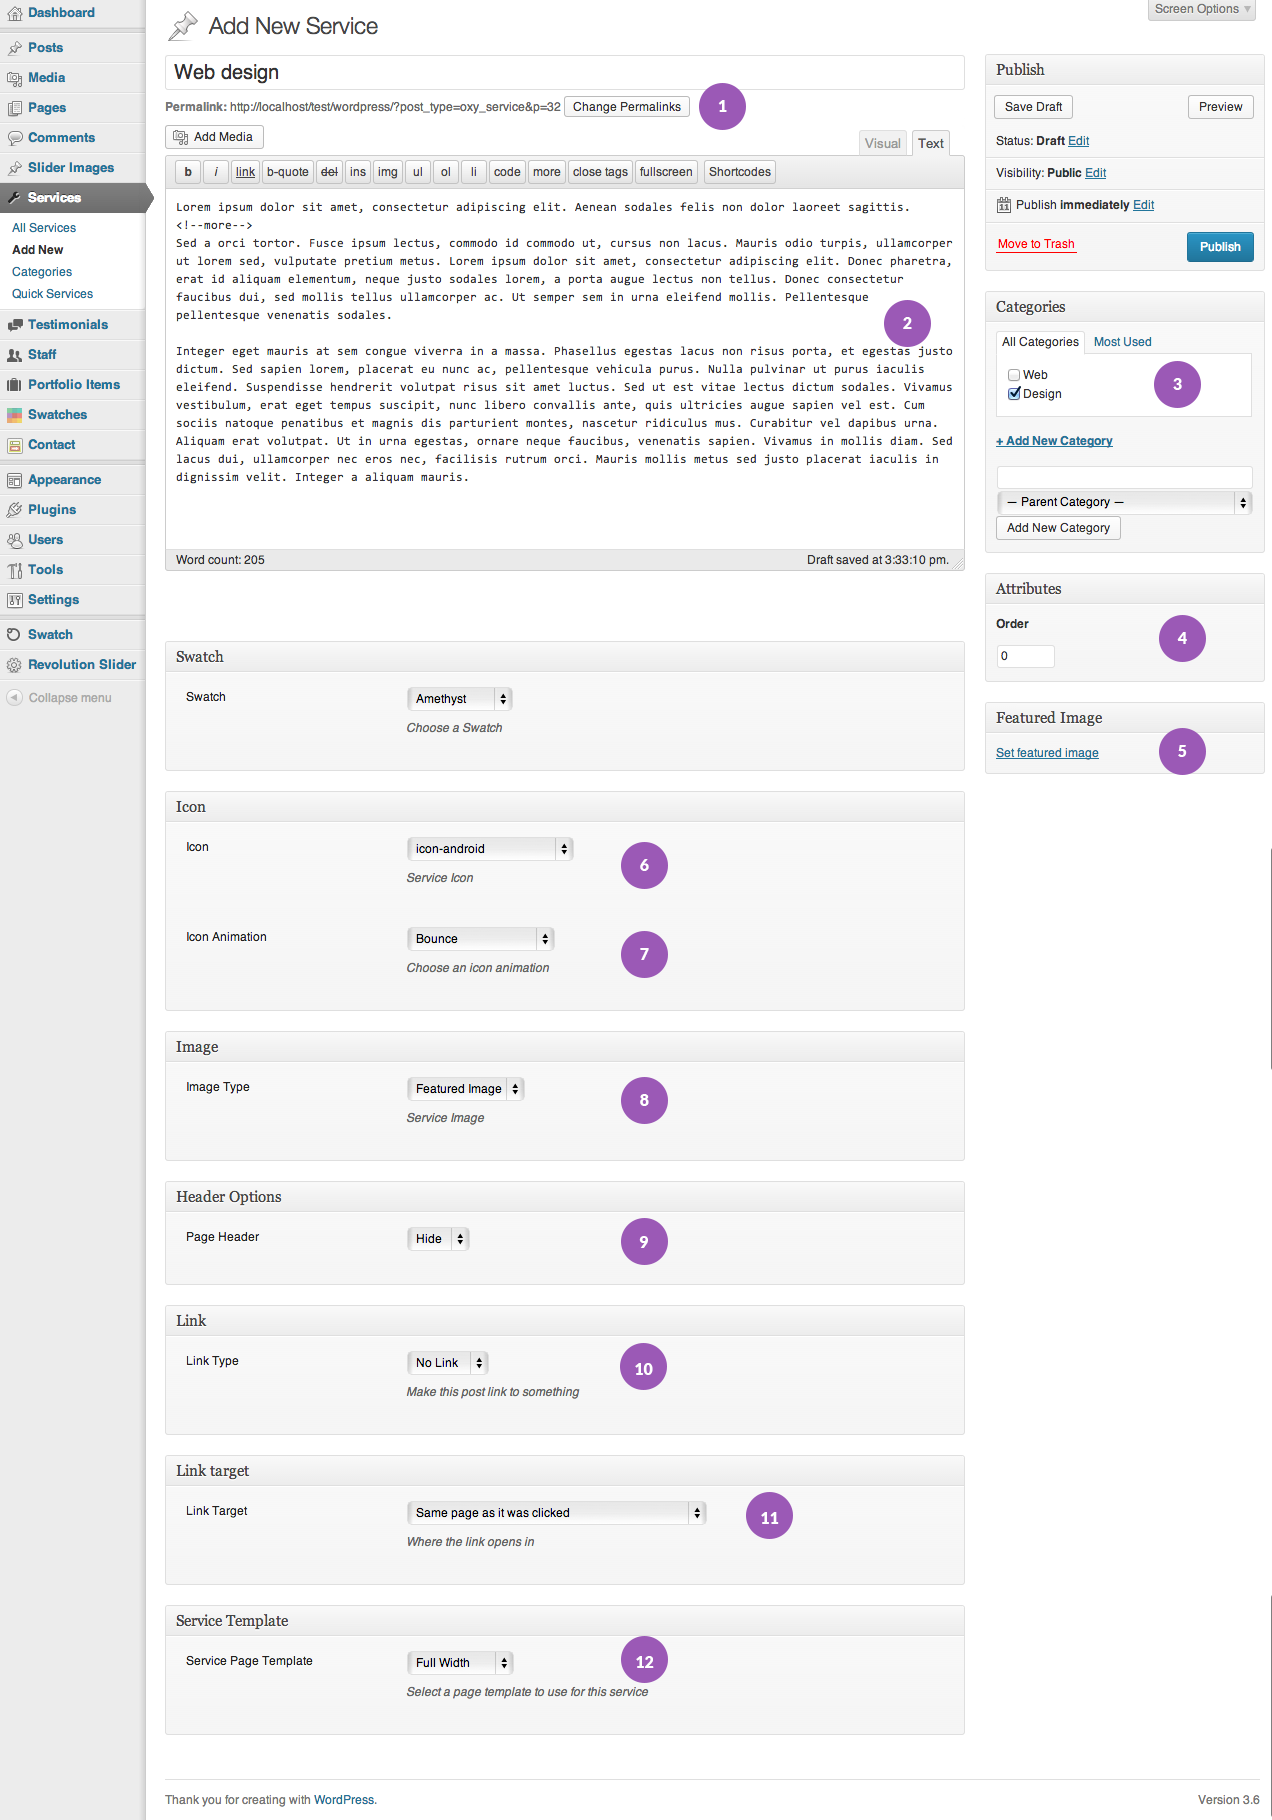 Dashboard
Posts
Media
Pages
Comments
Slider Images
Services
All Services
Add New
Categories
Quick Services
Testimonials
Staff
Portfolio Items
Swatches
Contact
Appearance
Plugins
Users
Tools
Settings
Swatch
Revolution Slider
Collapse menu
Screen Options
Add New Service
Web design
Permalink: http://localhost/test/wordpress/?post_type=oxy_service&p=32 Change Permalinks 1
Add Media
Visual Text
b i link b-quote del ins img ul ol li code more close tags fullscreen Shortcodes
Lorem ipsum dolor sit amet, consectetur adipiscing elit. Aenean sodales felis non dolor laoreet sagittis.
<!--more-->
Sed a orci tortor. Fusce ipsum lectus, commodo id commodo ut, cursus non lacus. Mauris odio turpis, ullamcorper
ut lorem sed, vulputate pretium metus. Lorem ipsum dolor sit amet, consectetur adipiscing elit. Donec pharetra,
erat id aliquam elementum, neque justo sodales lorem, a porta augue lectus non tellus. Donec consectetur
faucibus dui, sed mollis tellus ullamcorper ac. Ut semper sem in urna eleifend mollis. Pellentesque
pellentesque venenatis sodales.
2
Integer eget mauris at sem congue viverra in a massa. Phasellus egestas lacus non risus porta, et egestas justo
dictum. Sed sapien lorem, placerat eu nunc ac, pellentesque vehicula purus. Nulla pulvinar ut purus iaculis
eleifend. Suspendisse hendrerit volutpat risus sit amet luctus. Sed ut est vitae lectus dictum sodales. Vivamus
vestibulum, erat eget tempus suscipit, nunc libero convallis ante, quis ultricies augue sapien vel est. Cum
sociis natoque penatibus et magnis dis parturient montes, nascetur ridiculus mus. Curabitur vel dapibus urna.
Aliquam erat volutpat. Ut in urna egestas, ornare neque faucibus, venenatis sapien. Vivamus in mollis diam. Sed
lacus dui, ullamcorper nec eros nec, facilisis rutrum orci. Mauris mollis metus sed justo placerat iaculis in
dignissim velit. Integer a aliquam mauris.
Word count: 205 Draft saved at 3:33:10 pm.
Swatch
Swatch Amethyst
Choose a Swatch
Icon
Icon icon-android 6
Service Icon
Icon Animation Bounce 7
Choose an icon animation
Image
Image Type Featured Image 8
Service Image
Header Options
Page Header Hide 9
Link
Link Type No Link 10
Make this post link to something
Link target
Link Target Same page as it was clicked 11
Where the link opens in
Service Template
Service Page Template Full Width 12
Select a page template to use for this service
Publish
Save Draft Preview
Status: Draft Edit
Visibility: Public Edit
11 Publish immediately Edit
Move to Trash Publish
Categories
All Categories Most Used
Web
Design
3
+ Add New Category
— Parent Category —
Add New Category
Attributes
Order
0
4
Featured Image
Set featured image 5
Thank you for creating with WordPress. Version 3.6